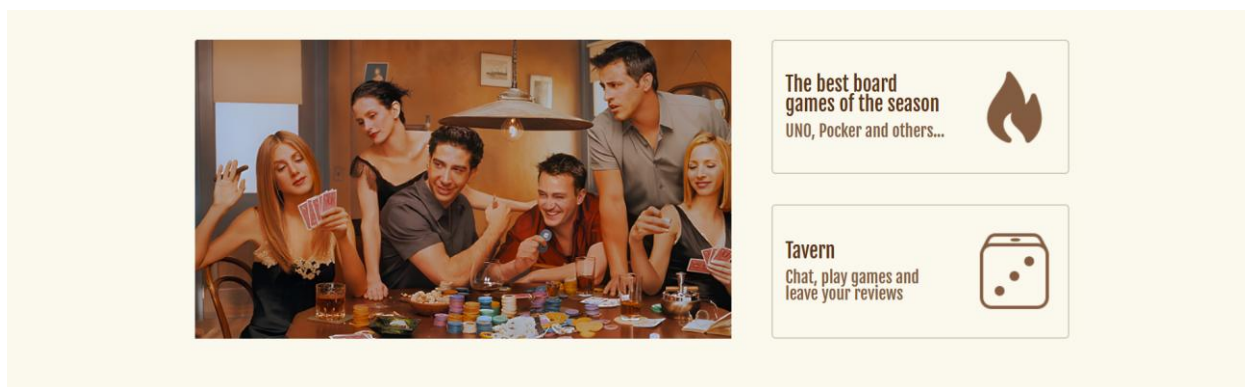 The best board
games of the season
UNO, Pocker and others...
Tavern
Chat, play games and
leave your reviews